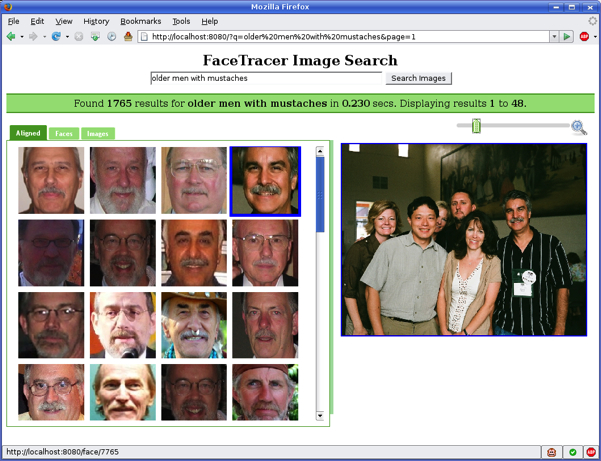 Mozilla Firefox
File Edit View History Bookmarks Tools Help
http://localhost:8080/?q=older%20men%20with%20mustaches&page=1
ABP
FaceTracer Image Search
older men with mustaches Search Images
Found 1765 results for older men with mustaches in 0.230 secs. Displaying results 1 to 48.
Aligned Faces Images
http://localhost:8080/face/7765
ABP